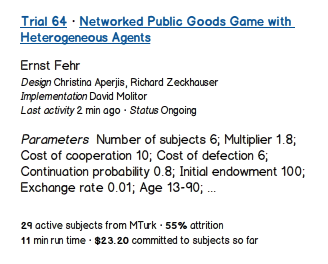 Trial 64 · Networked Public Goods Game with
Heterogeneous Agents
Ernst Fehr
Design Christina Aperjis, Richard Zeckhauser
Implementation David Molitor
Last activity 2 min ago · Status Ongoing
Parameters Number of subjects 6; Multiplier 1.8;
Cost of cooperation 10; Cost of defection 6;
Continuation probability 0.8; Initial endowment 100;
Exchange rate 0.01; Age 13-90; ...
29 active subjects from MTurk · 55% attrition
11 min run time · $23.20 committed to subjects so far